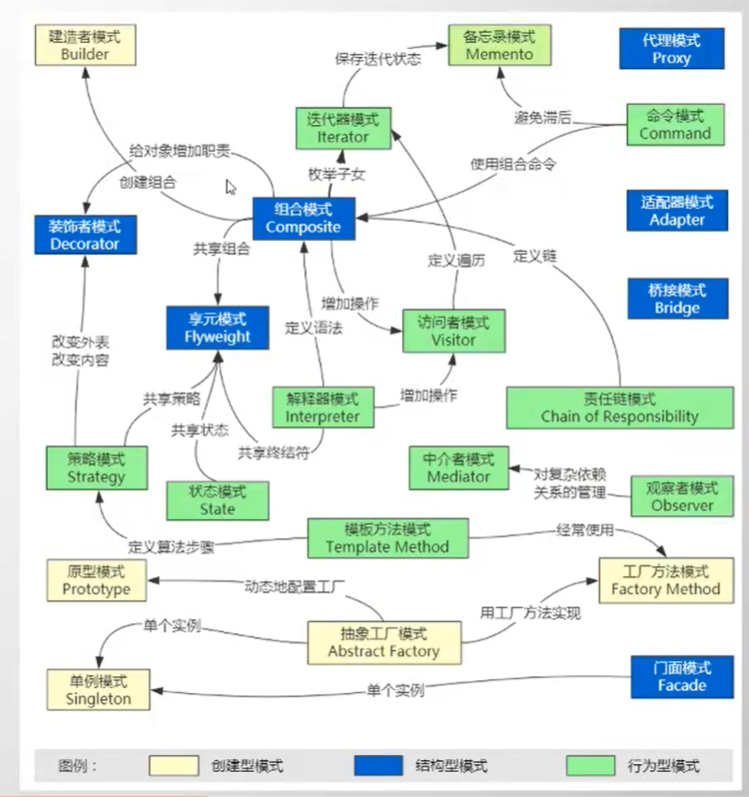 建造者模式
Builder
备忘录模式
Memento
代理模式
Proxy
保存迭代状态
迭代器模式
Iterator
避免滞后
命令模式
Command
给对象增加职责
创建组合
枚举子女
使用组合命令
装饰者模式
Decorator
组合模式
Composite
适配器模式
Adapter
共享组合
定义遍历
定义链
桥接模式
Bridge
享元模式
Flyweight
增加操作
定义语法
访问者模式
Visitor
改变外表
改变内容
共享策略
共享状态
共享终结符
解释器模式
Interpreter
增加操作
责任链模式
Chain of Responsibility
策略模式
Strategy
状态模式
State
中介者模式
Mediator
对复杂依赖
关系的管理
观察者模式
Observer
定义算法步骤
模板方法模式
Template Method
经常使用
原型模式
Prototype
动态地配置工厂
工厂方法模式
Factory Method
单个实例
抽象工厂模式
Abstract Factory
用工厂方法实现
单例模式
Singleton
单个实例
门面模式
Facade
图例：
创建型模式
结构型模式
行为型模式